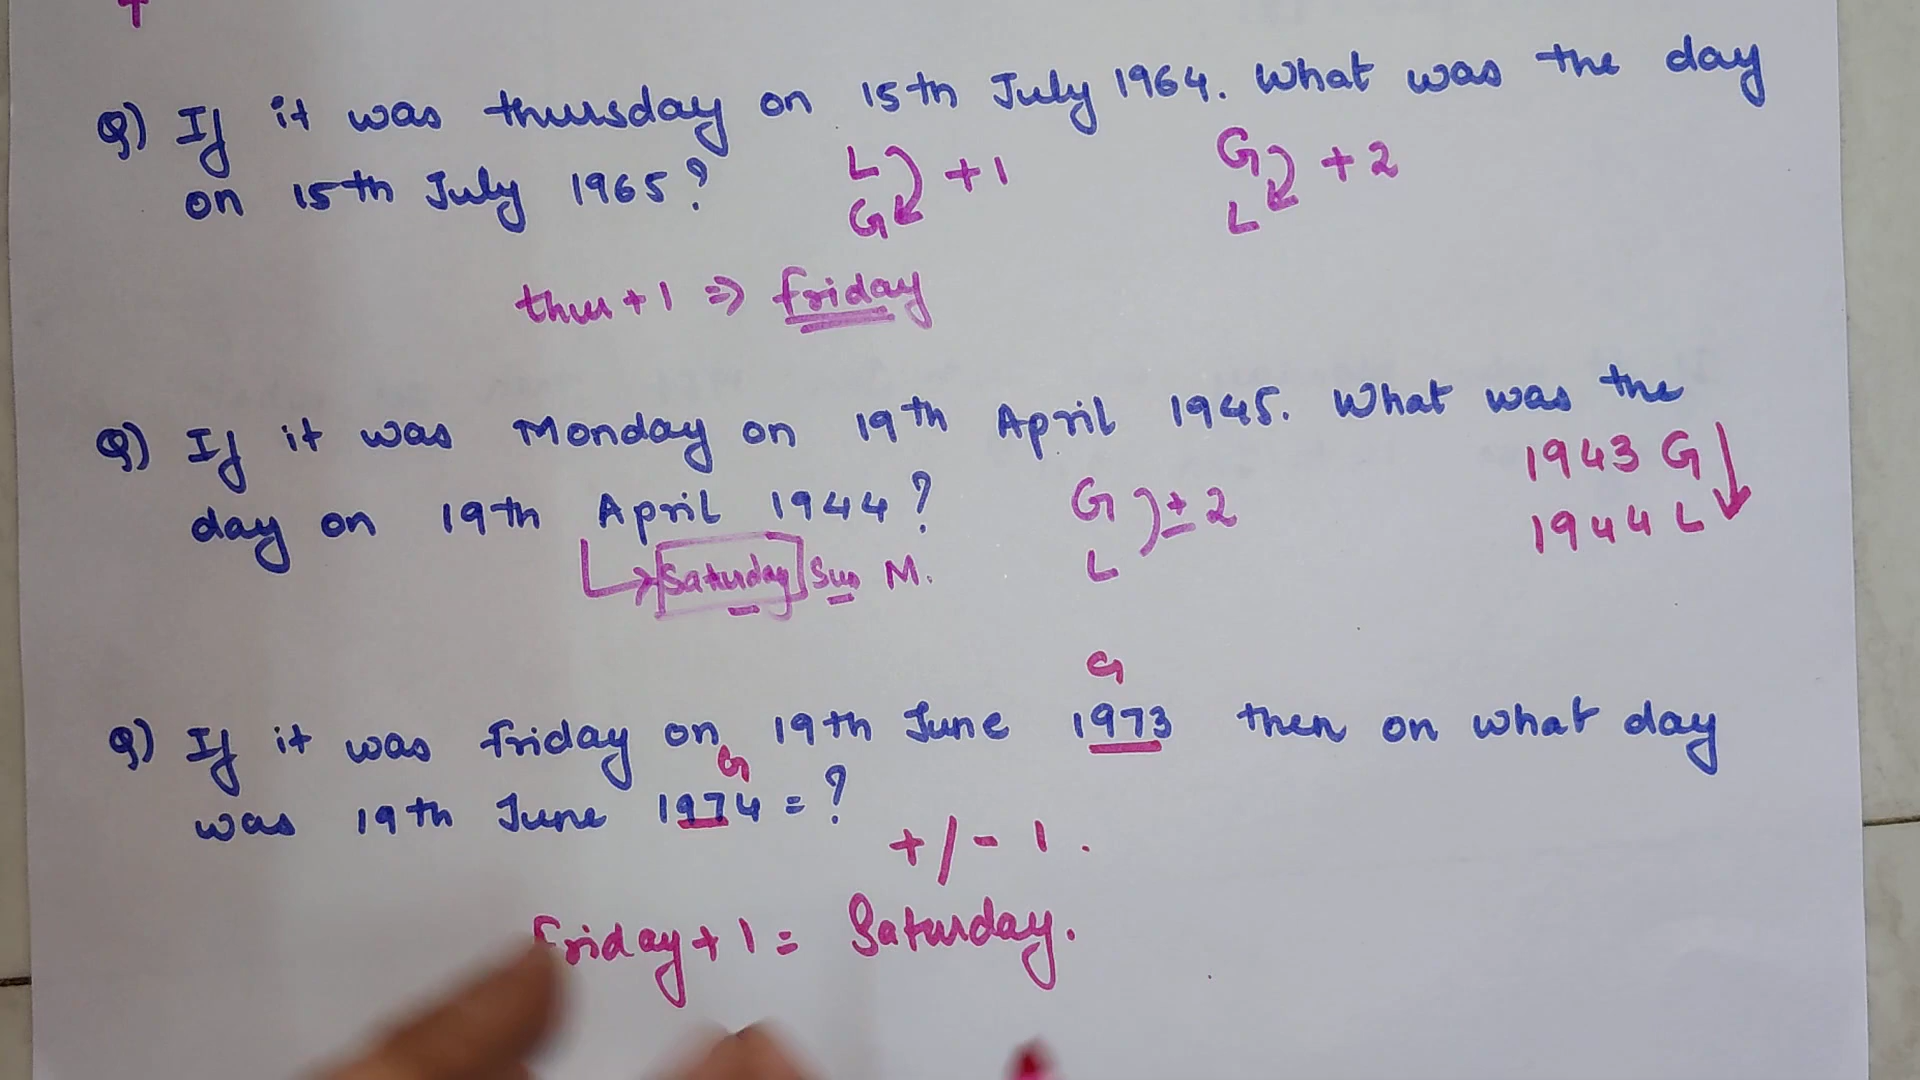 Q) If it was thursday on 15th July 1964. What was the day
on 15th July 1965?
L
G
+1
G
L
+2
thur + 1 => friday
Q) If it was Monday on 19th April 1945. What was the
day on 19th April 1944?
G
L
± 2
1943 G
1944 L
Saturday Sun M.
G
Q) If it was friday on 19th June 1973 then on what day
G
was 19th June 1974 = ?
+/- 1.
Friday + 1 = Saturday.